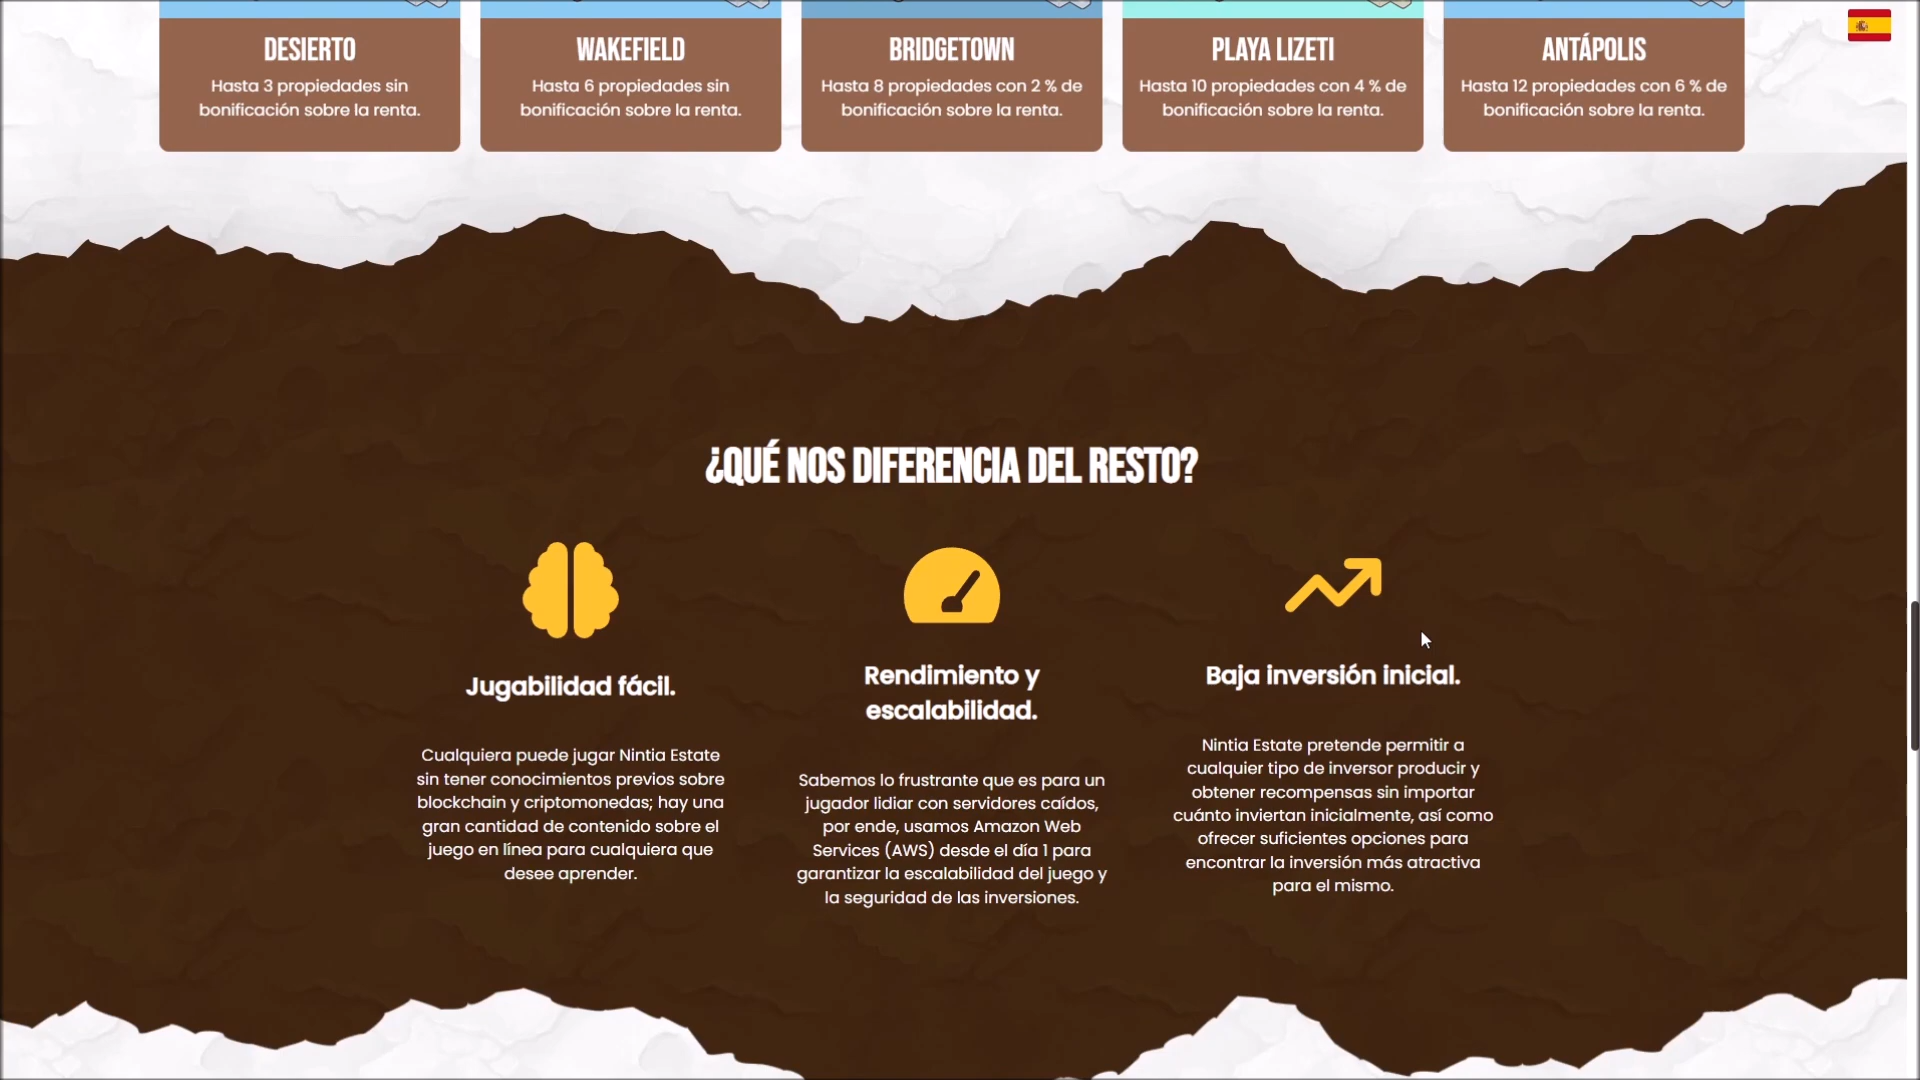 DESIERTO
Hasta 3 propiedades sin
bonificación sobre la renta.
WAKEFIELD
Hasta 6 propiedades sin
bonificación sobre la renta.
BRIDGETOWN
Hasta 8 propiedades con 2 % de
bonificación sobre la renta.
PLAYA LIZETI
Hasta 10 propiedades con 4 % de
bonificación sobre la renta.
ANTÁPOLIS
Hasta 12 propiedades con 6 % de
bonificación sobre la renta.
¿QUÉ NOS DIFERENCIA DEL RESTO?
Jugabilidad fácil.
Cualquiera puede jugar Nintia Estate
sin tener conocimientos previos sobre
blockchain y criptomonedas; hay una
gran cantidad de contenido sobre el
juego en línea para cualquiera que
desee aprender.
Rendimiento y
escalabilidad.
Sabemos lo frustrante que es para un
jugador lidiar con servidores caídos,
por ende, usamos Amazon Web
Services (AWS) desde el día 1 para
garantizar la escalabilidad del juego y
la seguridad de las inversiones.
Baja inversión inicial.
Nintia Estate pretende permitir a
cualquier tipo de inversor producir y
obtener recompensas sin importar
cuánto inviertan inicialmente, así como
ofrecer suficientes opciones para
encontrar la inversión más atractiva
para el mismo.